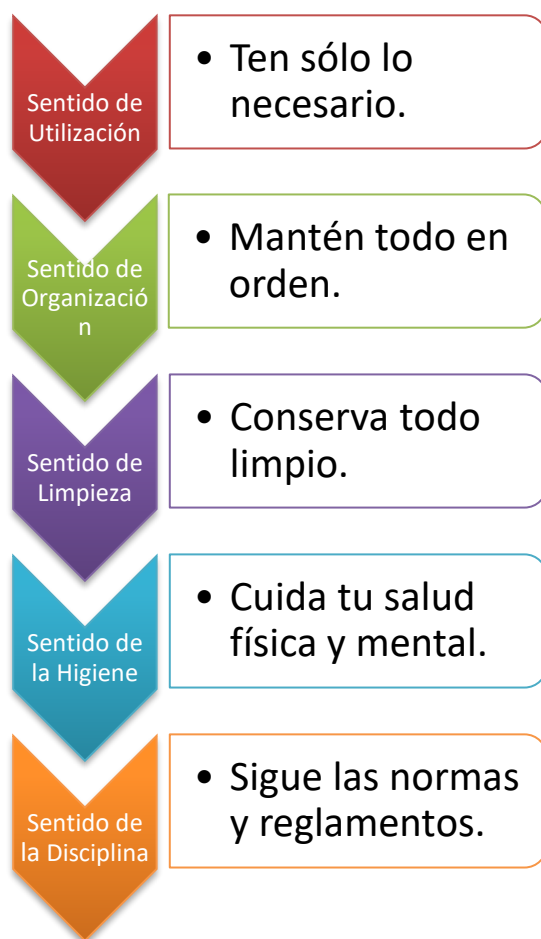 Sentido de
Utilización
• Ten sólo lo
necesario.
Sentido de
Organizació
n
• Mantén todo en
orden.
Sentido de
Limpieza
• Conserva todo
limpio.
Sentido de
la Higiene
• Cuida tu salud
física y mental.
Sentido de
la Disciplina
• Sigue las normas
y reglamentos.